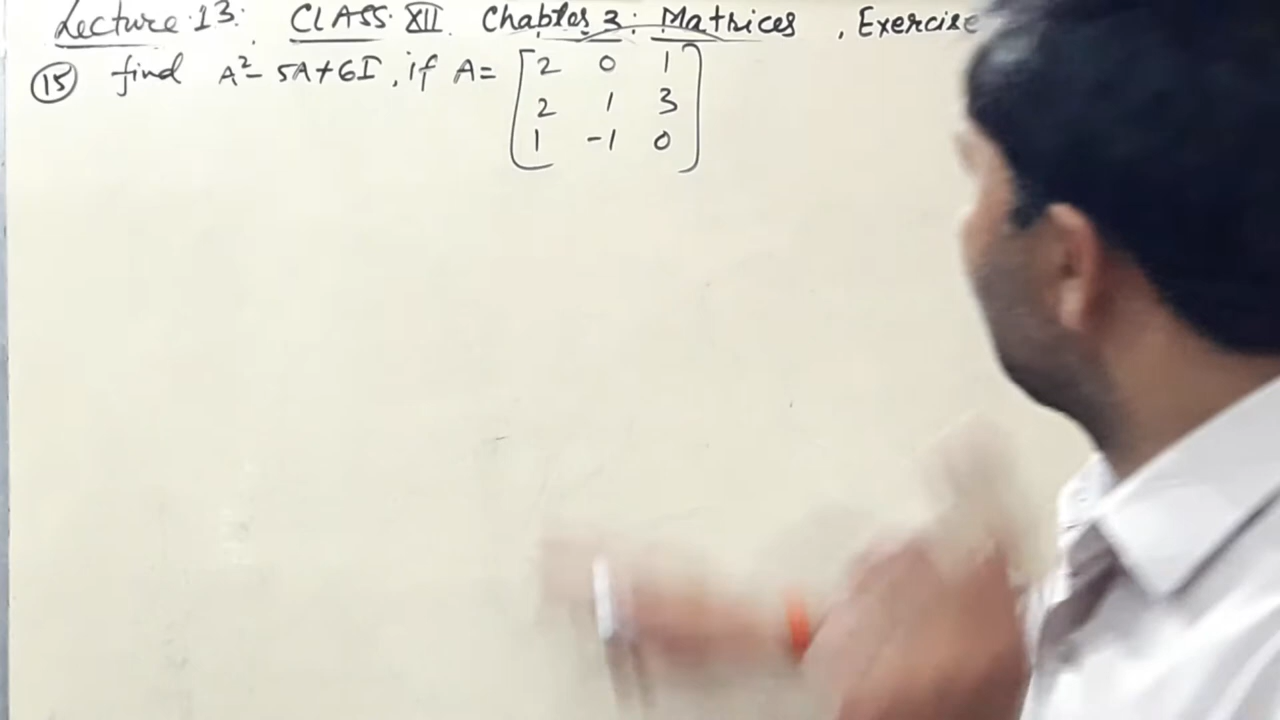 Lecture 13: CLASS XII Chapter 3: Matrices , Exercise
(15) find A²- 5A+6I, if A= [2 0 1
2 1 3
1 -1 0]